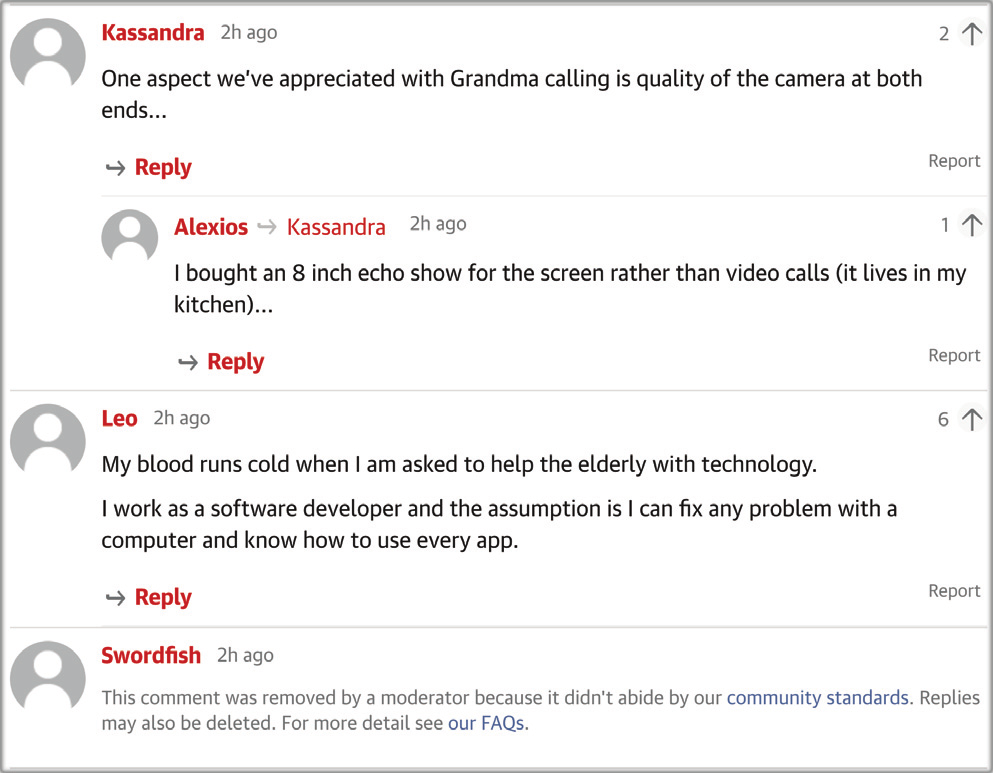 Kassandra 2h ago 2 ↑
One aspect we've appreciated with Grandma calling is quality of the camera at both
ends...
↪ Reply Report
Alexios ↪ Kassandra 2h ago 1 ↑
I bought an 8 inch echo show for the screen rather than video calls (it lives in my
kitchen)...
↪ Reply Report
Leo 2h ago 6 ↑
My blood runs cold when I am asked to help the elderly with technology.
I work as a software developer and the assumption is I can fix any problem with a
computer and know how to use every app.
↪ Reply Report
Swordfish 2h ago
This comment was removed by a moderator because it didn't abide by our community standards. Replies
may also be deleted. For more detail see our FAQs.